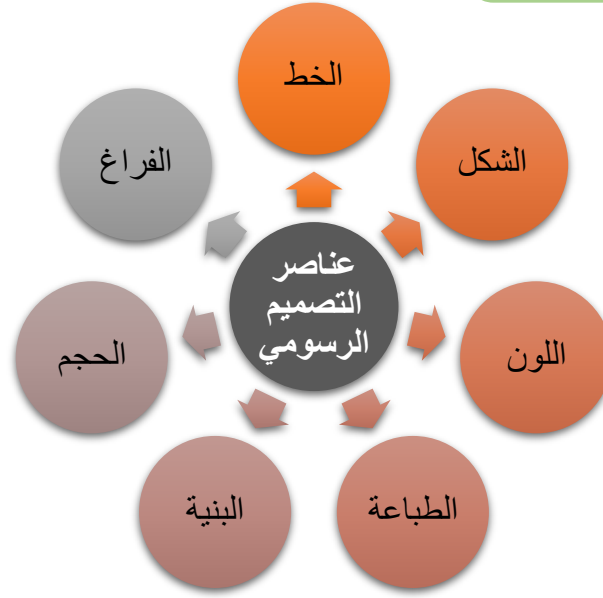 عناصر
التصميم
الرسومي
الخط
الشكل
اللون
الطباعة
البنية
الحجم
الفراغ